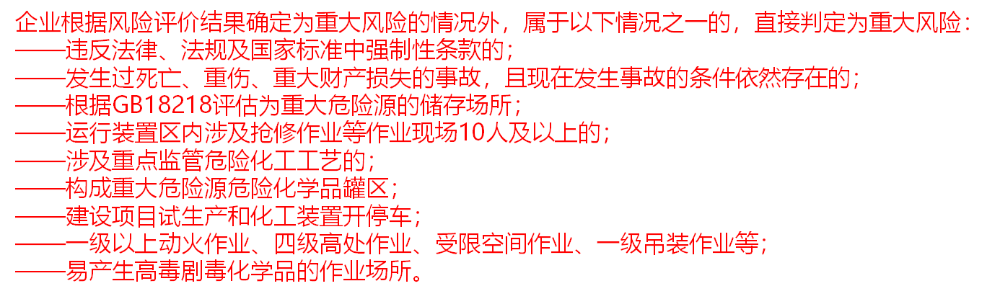 企业根据风险评价结果确定为重大风险的情况外，属于以下情况之一的，直接判定为重大风险：
——违反法律、法规及国家标准中强制性条款的；
——发生过死亡、重伤、重大财产损失的事故，且现在发生事故的条件依然存在的；
——根据GB18218评估为重大危险源的储存场所；
——运行装置区内涉及抢修作业等作业现场10人及以上的；
——涉及重点监管危险化工工艺的；
——构成重大危险源危险化学品罐区；
——建设项目试生产和化工装置开停车；
——一级以上动火作业、四级高处作业、受限空间作业、一级吊装作业等；
——易产生高毒剧毒化学品的作业场所。